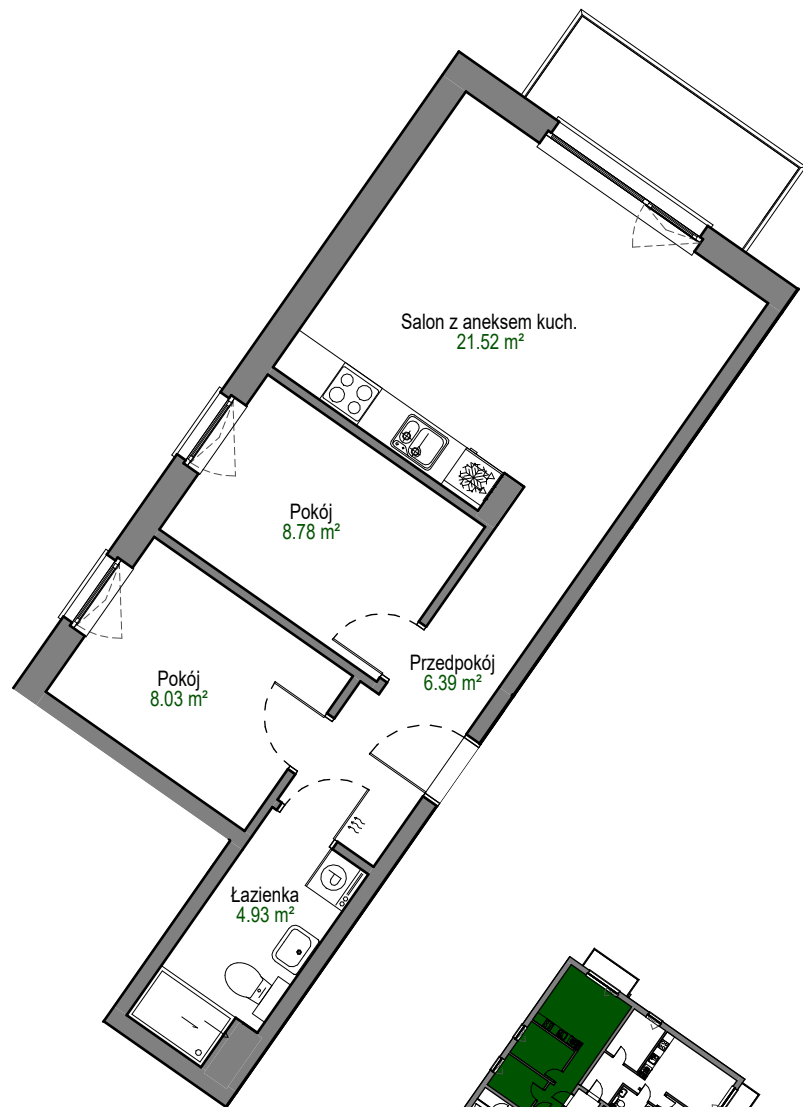 Salon z aneksem kuch.
21.52 m²
Pokój
8.78 m²
Przedpokój
6.39 m²
Pokój
8.03 m²
P
Łazienka
4.93 m²